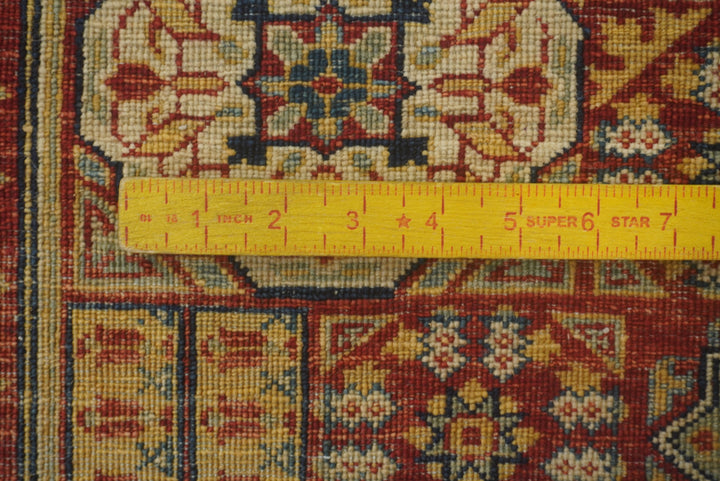 1 INCH 2 3 ★ 4 5 SUPER 6 STAR 7